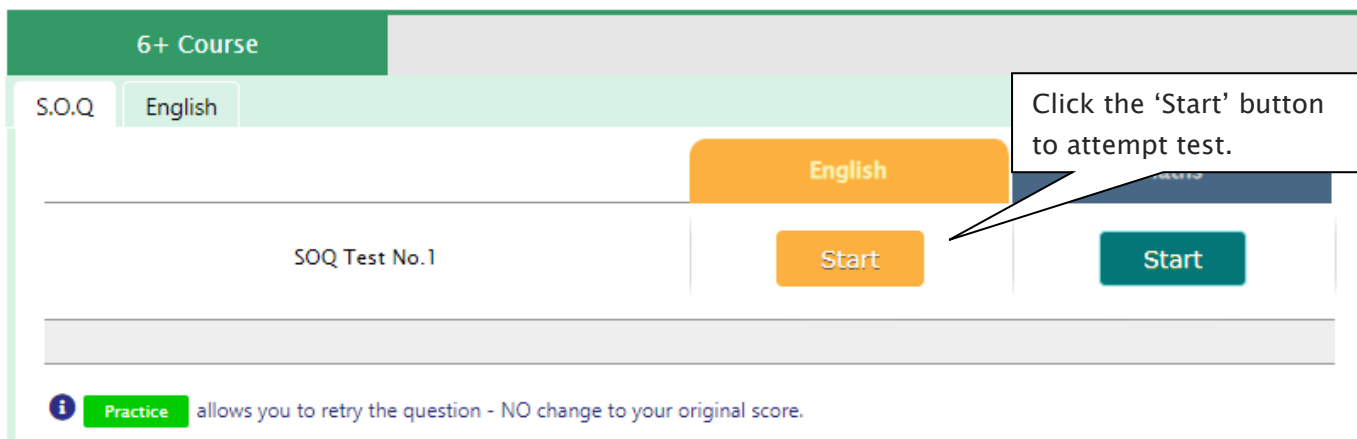 6+ Course
S.O.Q English
Click the ‘Start’ button
to attempt test.
English
SOQ Test No.1 Start Start
Practice allows you to retry the question - NO change to your original score.